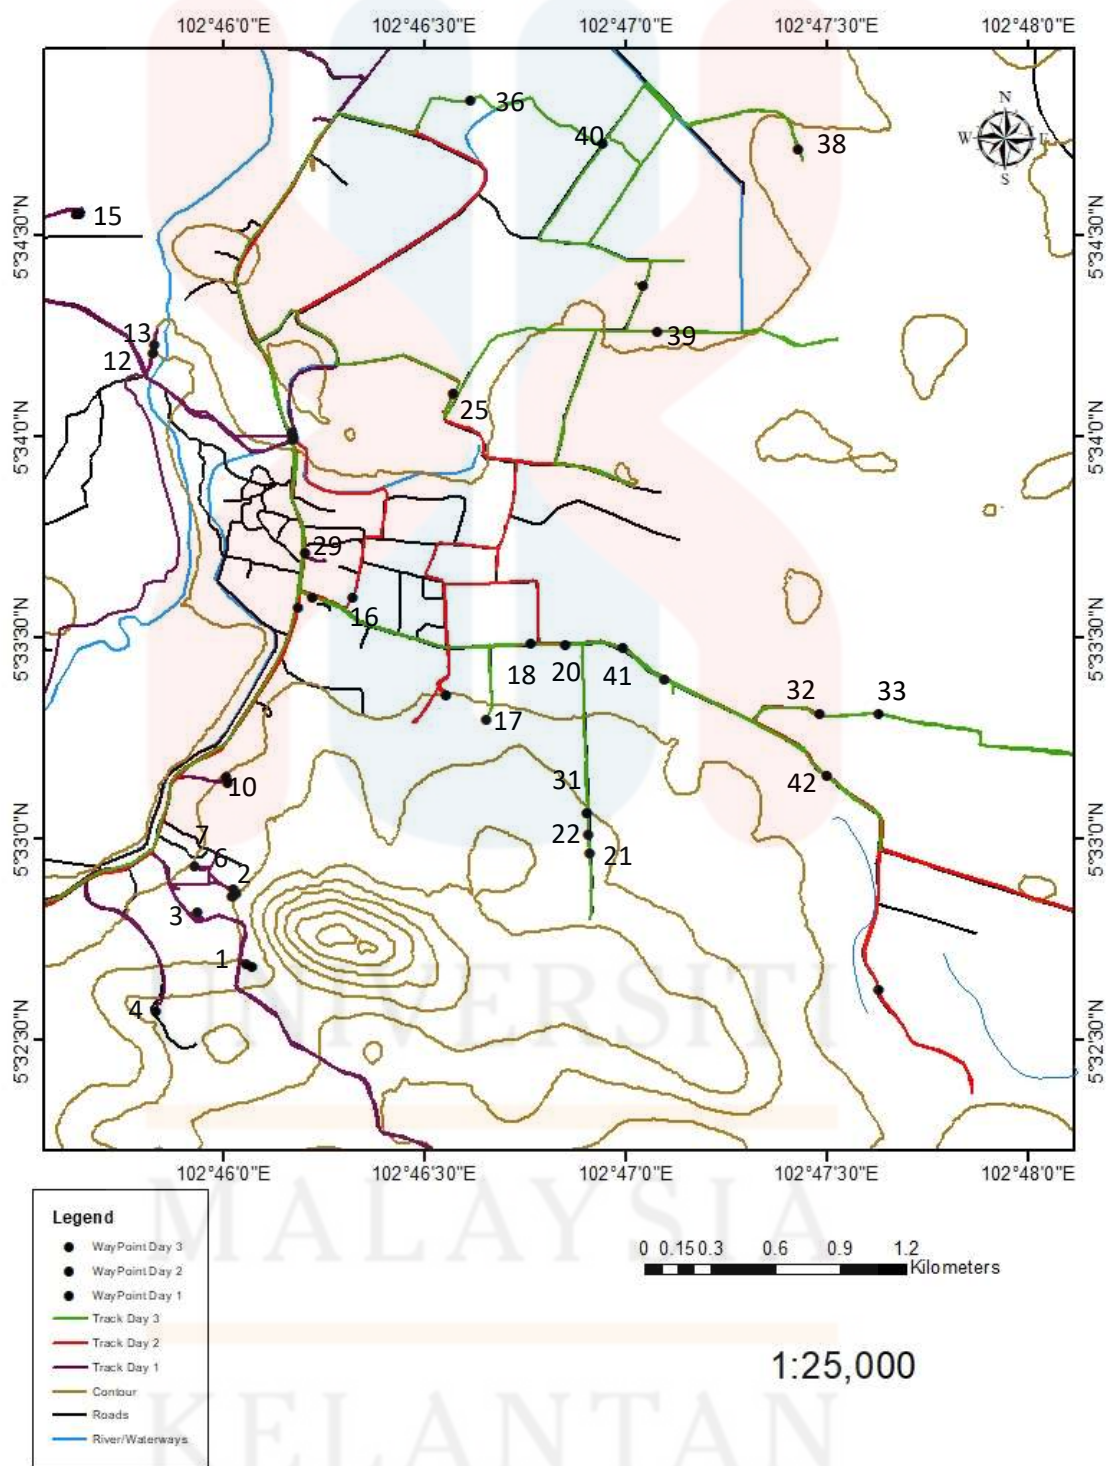 102°46'0"E 102°46'30"E 102°47'0"E 102°47'30"E 102°48'0"E
36
40
38
N
W E
S
15
5°34'30"N 5°34'30"N
13
12
39
25
5°34'0"N 5°34'0"N
29
16
5°33'30"N 5°33'30"N
18 20 41
32 33
17
31
42
10
7
22
5°33'0"N 5°33'0"N
6
21
2
3
1
UNIVERSITI
4
5°32'30"N 5°32'30"N
102°46'0"E 102°46'30"E 102°47'0"E 102°47'30"E 102°48'0"E
MALAYSIA
Legend
WayPoint Day 3
WayPoint Day 2
WayPoint Day 1
Track Day 3
Track Day 2
Track Day 1
Contour
Roads
River/Waterways
0 0.15 0.3 0.6 0.9 1.2
Kilometers
1:25,000
KELANTAN